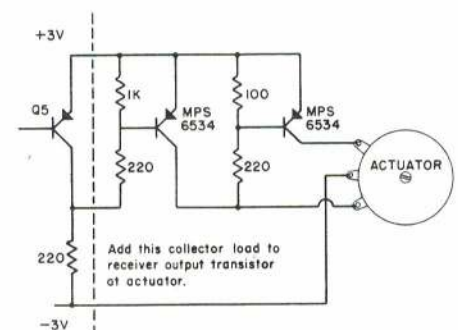 +3V
Q5
1K
MPS
6534
100
MPS
6534
220
220
ACTUATOR
220
Add this collector load to
receiver output transistor
at actuator.
−3V